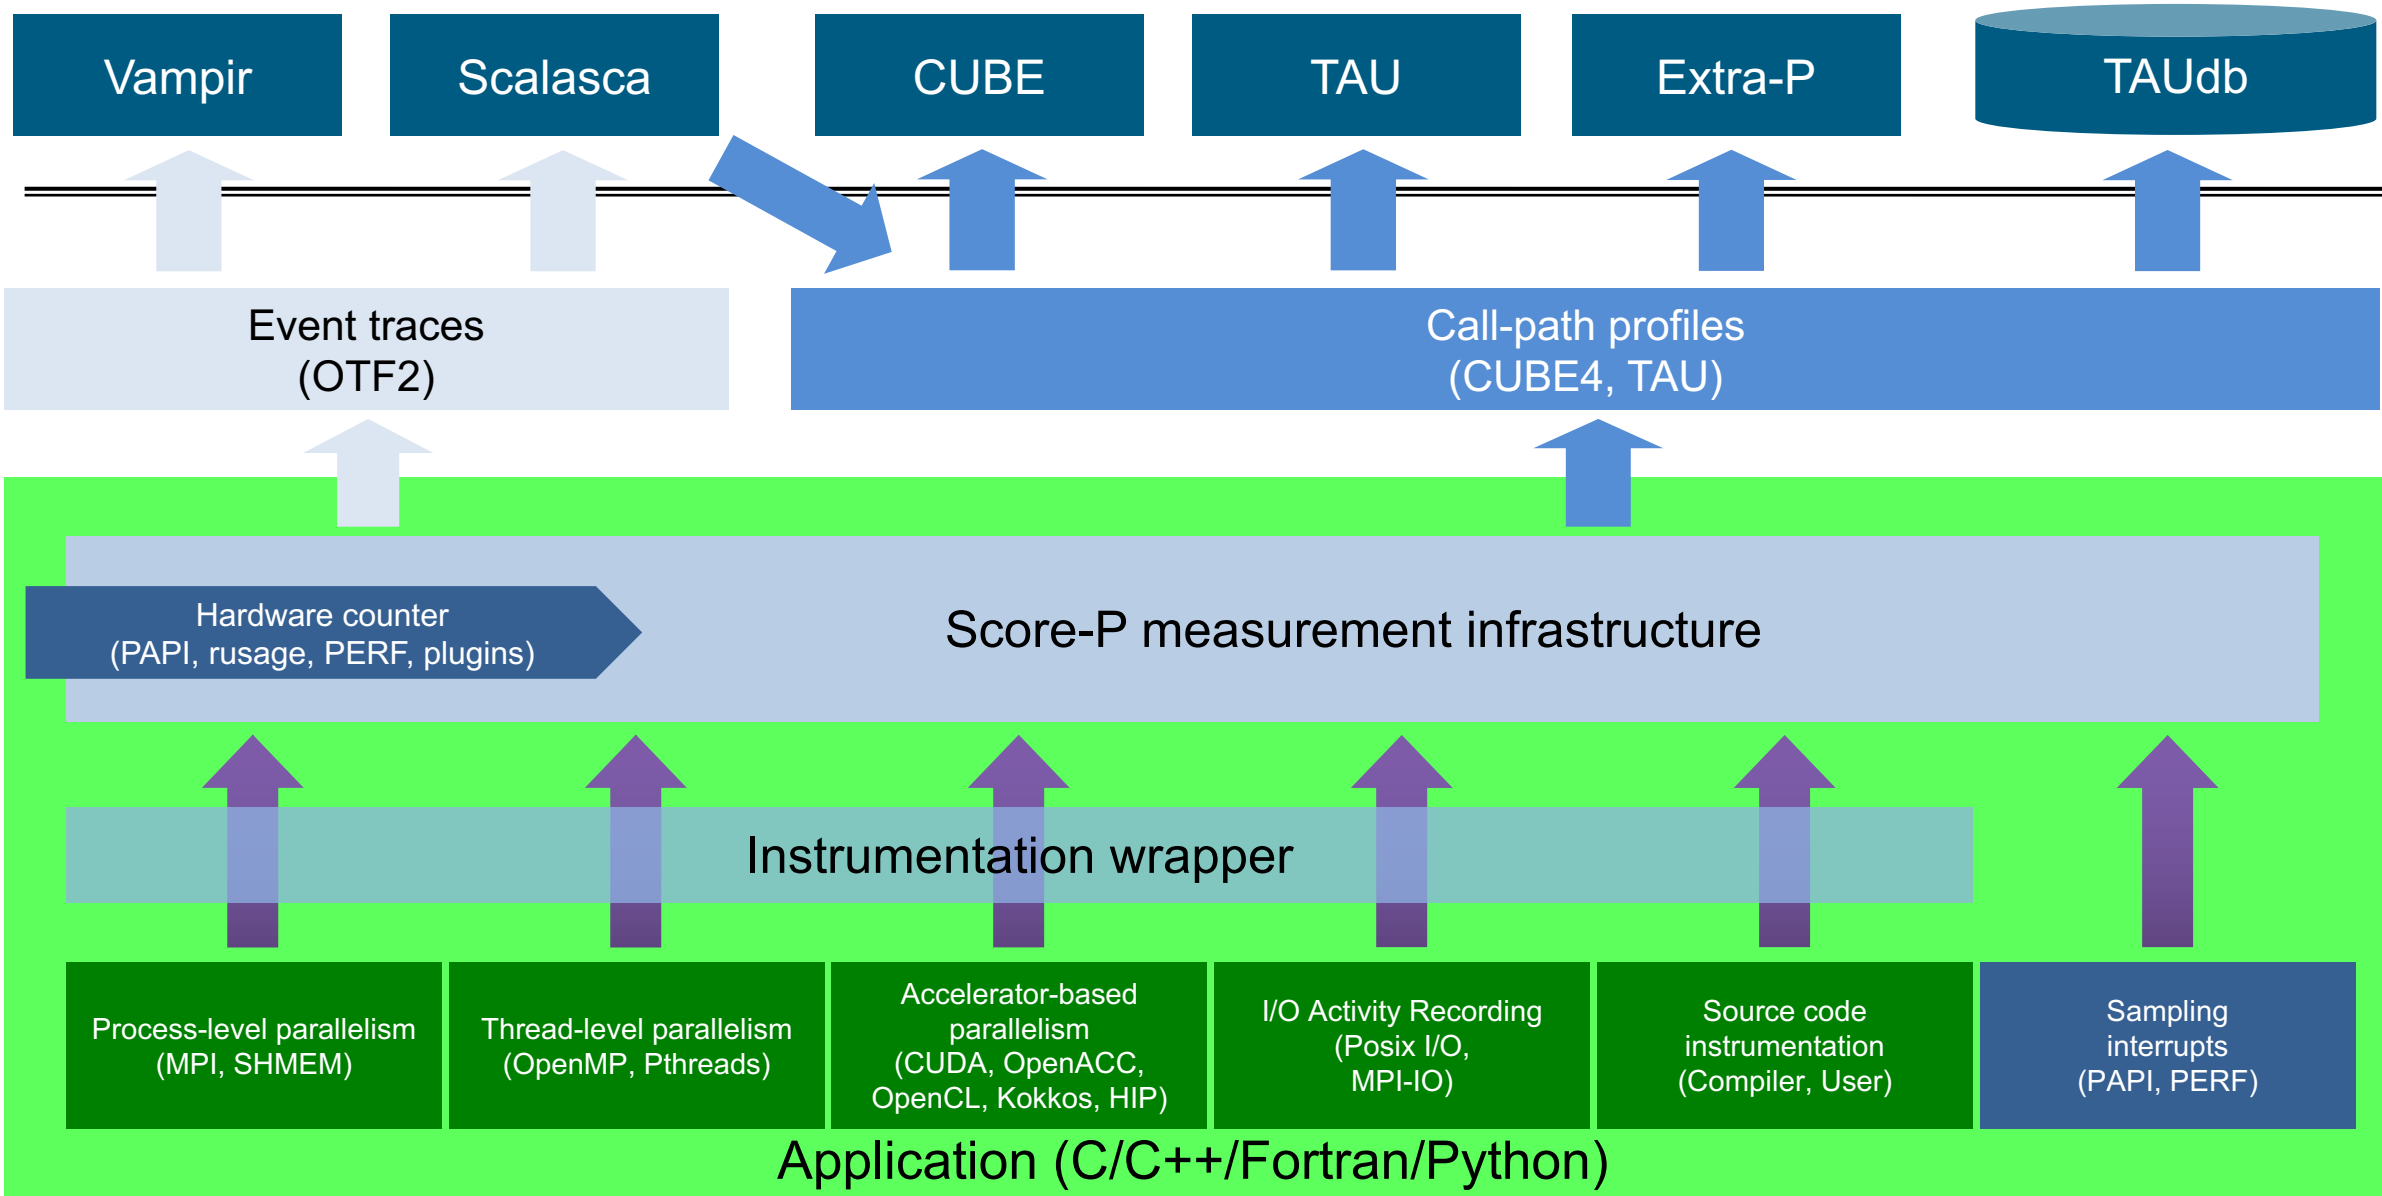 Vampir
Scalasca
CUBE
TAU
Extra-P
TAUdb
Event traces
(OTF2)
Call-path profiles
(CUBE4, TAU)
Hardware counter
(PAPI, rusage, PERF, plugins)
Score-P measurement infrastructure
Instrumentation wrapper
Process-level parallelism
(MPI, SHMEM)
Thread-level parallelism
(OpenMP, Pthreads)
Accelerator-based
parallelism
(CUDA, OpenACC,
OpenCL, Kokkos, HIP)
I/O Activity Recording
(Posix I/O,
MPI-IO)
Source code
instrumentation
(Compiler, User)
Sampling
interrupts
(PAPI, PERF)
Application (C/C++/Fortran/Python)